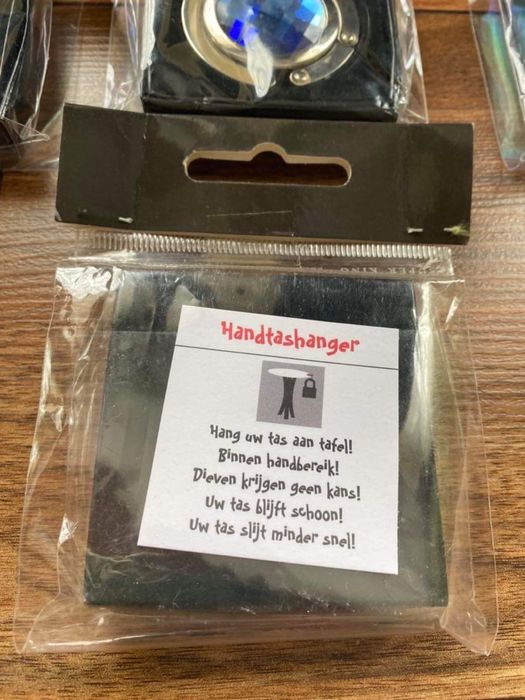 Handtashanger
Hang uw tas aan tafel!
Binnen handbereik!
Dieven krijgen geen kans!
Uw tas blijft schoon!
Uw tas slijt minder snel!